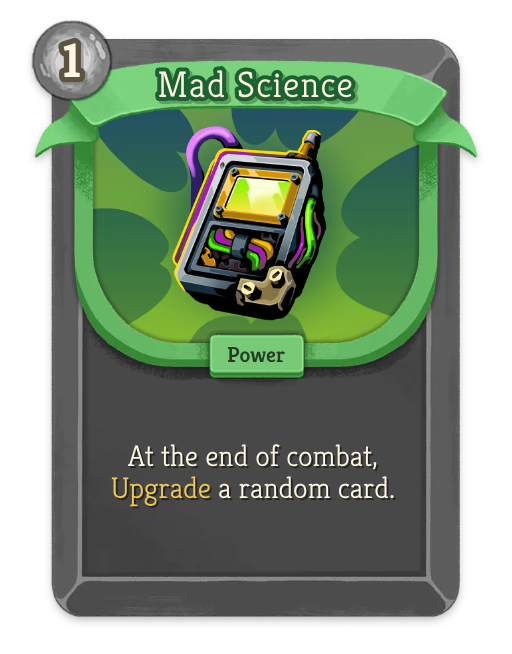 1
Mad Science
Power
At the end of combat,
Upgrade a random card.